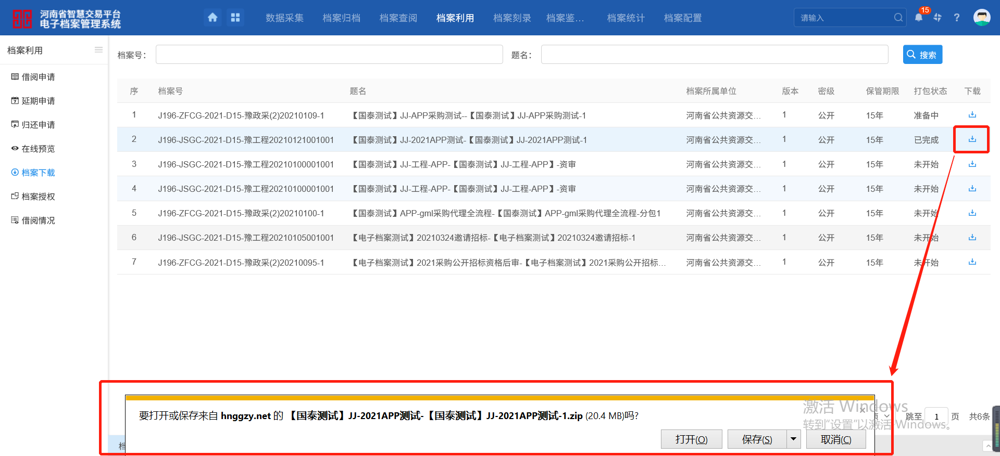 河南省智慧交易平台
电子档案管理系统
数据采集 档案归档 档案查阅 档案利用 档案刻录 档案鉴... 档案统计 档案配置
请输入
15
?
档案利用
借阅申请
延期申请
归还申请
在线预览
档案下载
档案授权
借阅情况
档案号：
题名：
搜索
序 档案号 题名 档案所属单位 版本 密级 保管期限 打包状态 下载
1 J196-ZFCG-2021-D15-豫政采(2)20210109-1 【国泰测试】JJ-APP采购测试--【国泰测试】JJ-APP采购测试-1 河南省公共资源交... 1 公开 15年 准备中
2 J196-JSGC-2021-D15-豫工程20210121001001 【国泰测试】JJ-2021APP测试-【国泰测试】JJ-2021APP测试-1 河南省公共资源交... 1 公开 15年 已完成
3 J196-JSGC-2021-D15-豫工程20210100001001 【国泰测试】JJ-工程-APP-【国泰测试】JJ-工程-APP】-资审 河南省公共资源交... 1 公开 15年 未开始
4 J196-JSGC-2021-D15-豫工程20210100001001 【国泰测试】JJ-工程-APP-【国泰测试】JJ-工程-APP】-资审 河南省公共资源交... 1 公开 15年 未开始
5 J196-ZFCG-2021-D15-豫政采(2)20210100-1 【国泰测试】APP-gml采购代理全流程-【国泰测试】APP-gml采购代理全流程-分包1 河南省公共资源交... 1 公开 15年 未开始
6 J196-JSGC-2021-D15-豫工程20210105001001 【电子档案测试】20210324邀请招标-【电子档案测试】20210324邀请招标-1 河南省公共资源交... 1 公开 15年 未开始
7 J196-ZFCG-2021-D15-豫政采(2)20210095-1 【电子档案测试】2021采购公开招标资格后审-【电子档案测试】2021采购公开招标... 河南省公共资源交... 1 公开 15年 未开始
激活 Windows
转到“设置”以激活 Windows。
要打开或保存来自 hnggzy.net 的 【国泰测试】JJ-2021APP测试-【国泰测试】JJ-2021APP测试-1.zip (20.4 MB)吗?
页 跳至 1 页 共6条
打开(O) 保存(S) 取消(C)
档